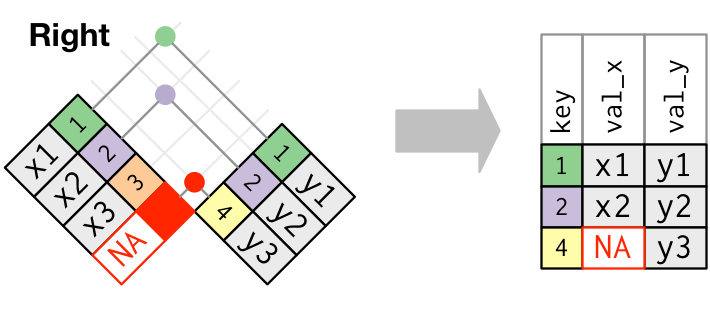 Right
1 x1
2 x2
3 x3
NA
1 y1
2 y2
4 y3
key val_x val_y
1 x1 y1
2 x2 y2
4 NA y3